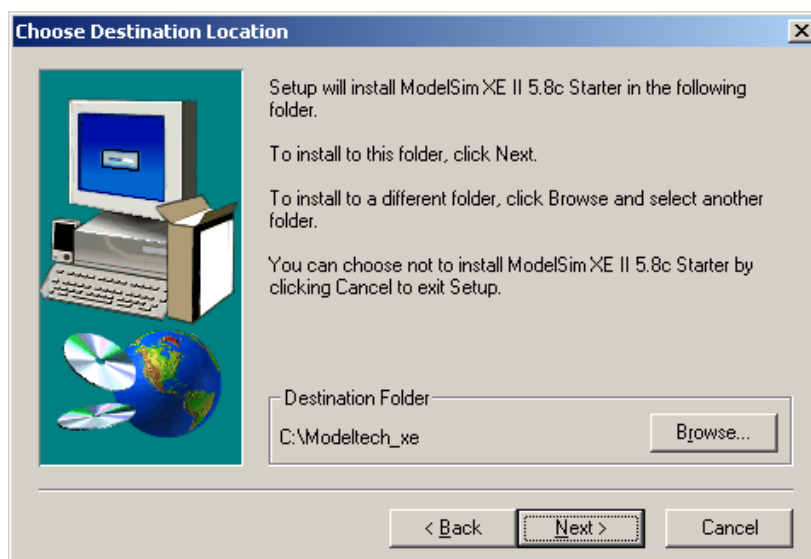 Choose Destination Location
Setup will install ModelSim XE II 5.8c Starter in the following
folder.
To install to this folder, click Next.
To install to a different folder, click Browse and select another
folder.
You can choose not to install ModelSim XE II 5.8c Starter by
clicking Cancel to exit Setup.
Destination Folder
C:\Modeltech_xe
Browse...
< Back
Next >
Cancel